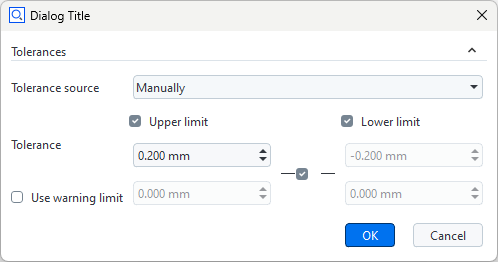 Dialog Title
Tolerances
Tolerance source Manually
Upper limit Lower limit
Tolerance 0.200 mm -0.200 mm
Use warning limit 0.000 mm 0.000 mm
OK Cancel